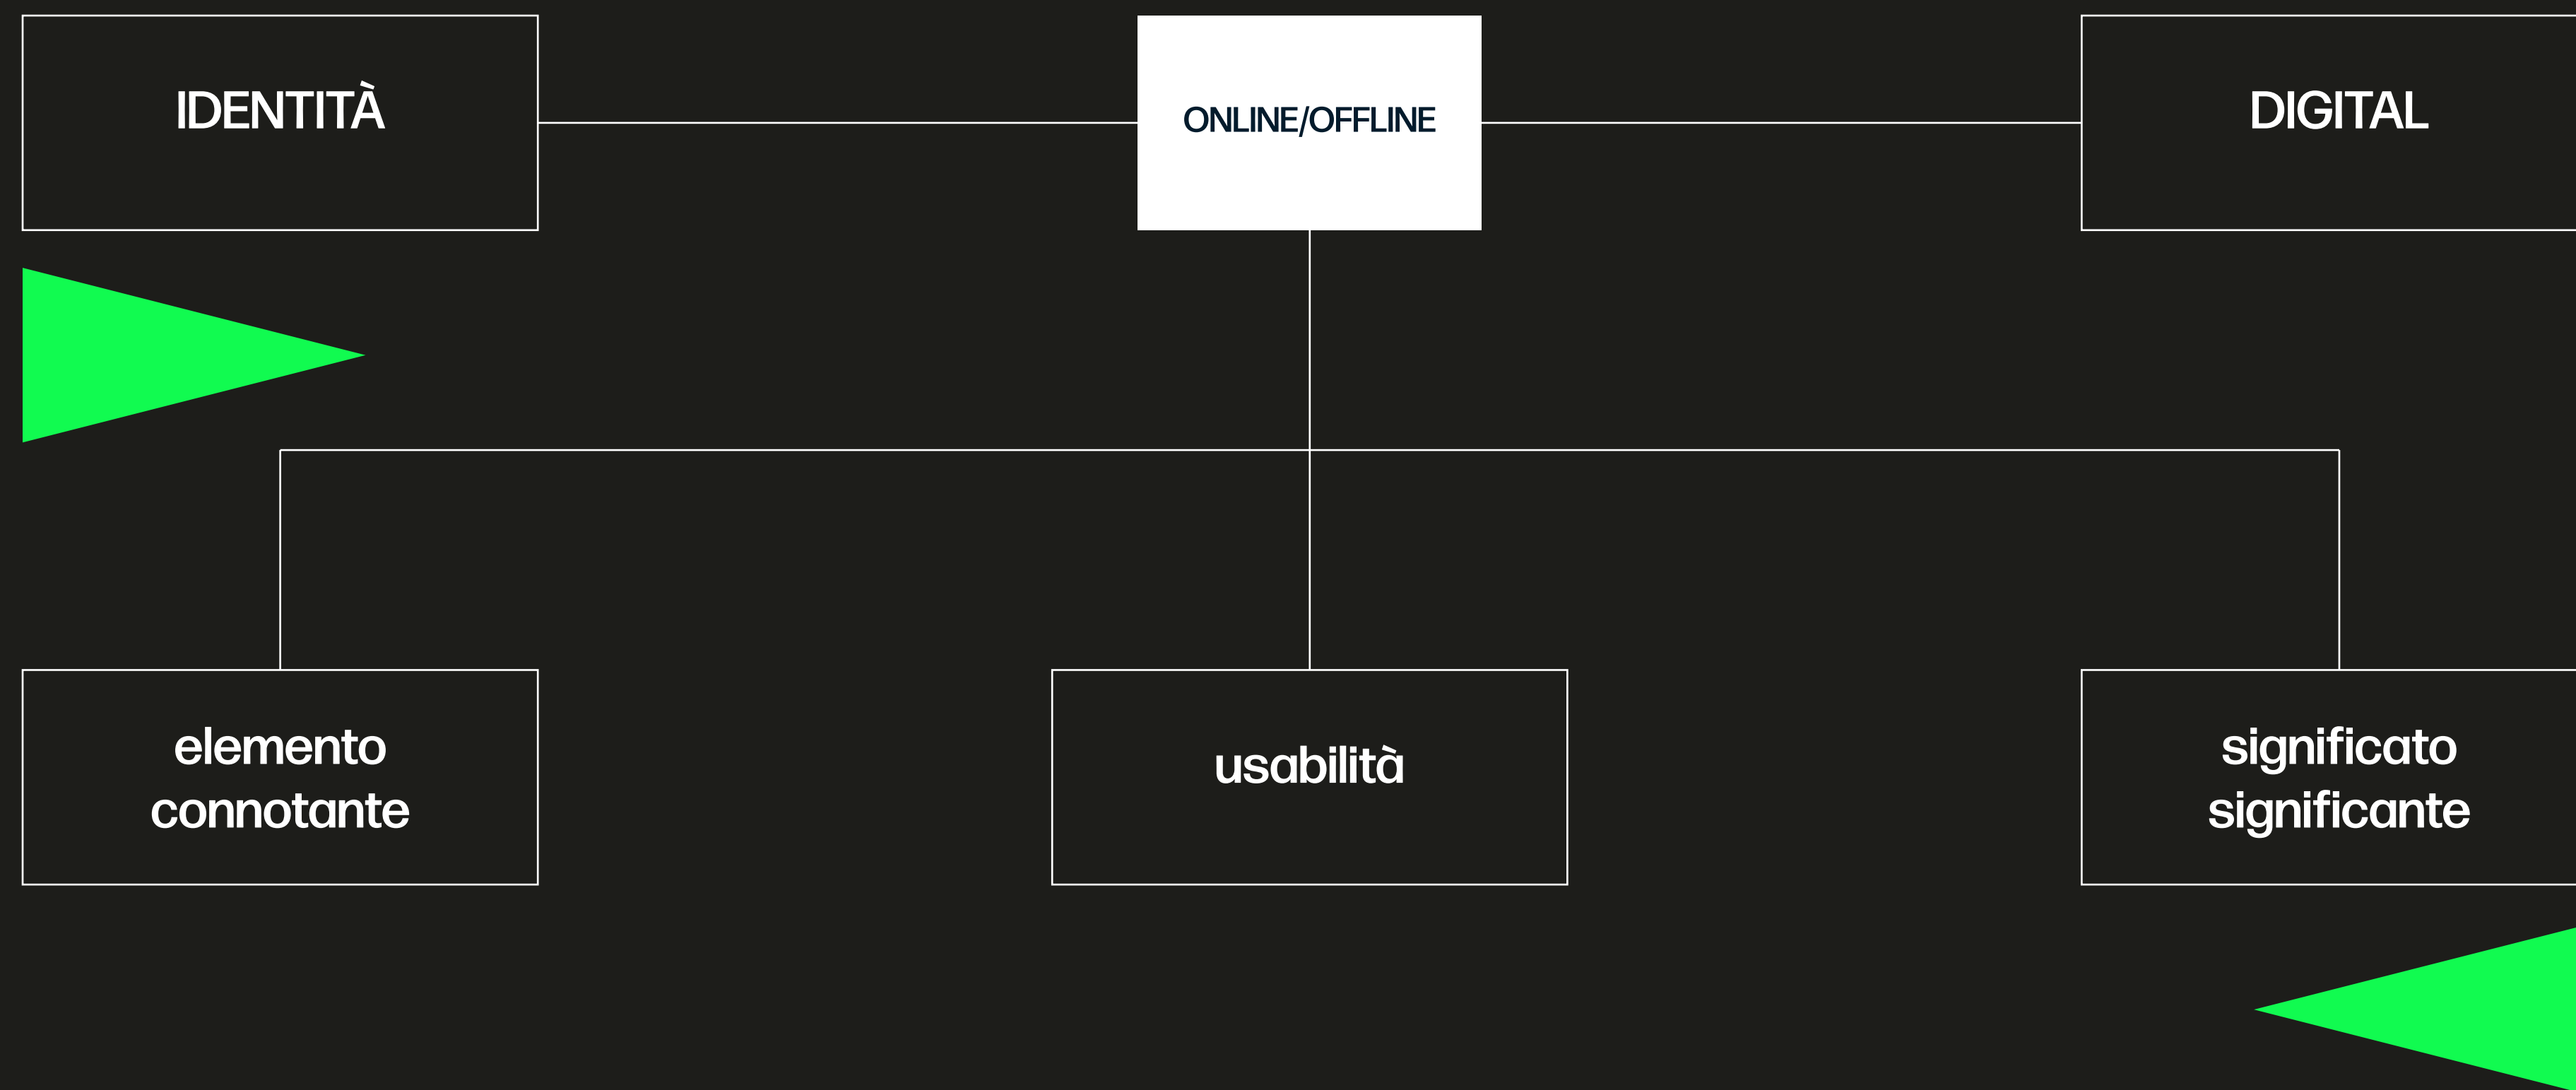 IDENTITÀ
ONLINE/OFFLINE
DIGITAL
elemento
connotante
usabilità
significato
significante